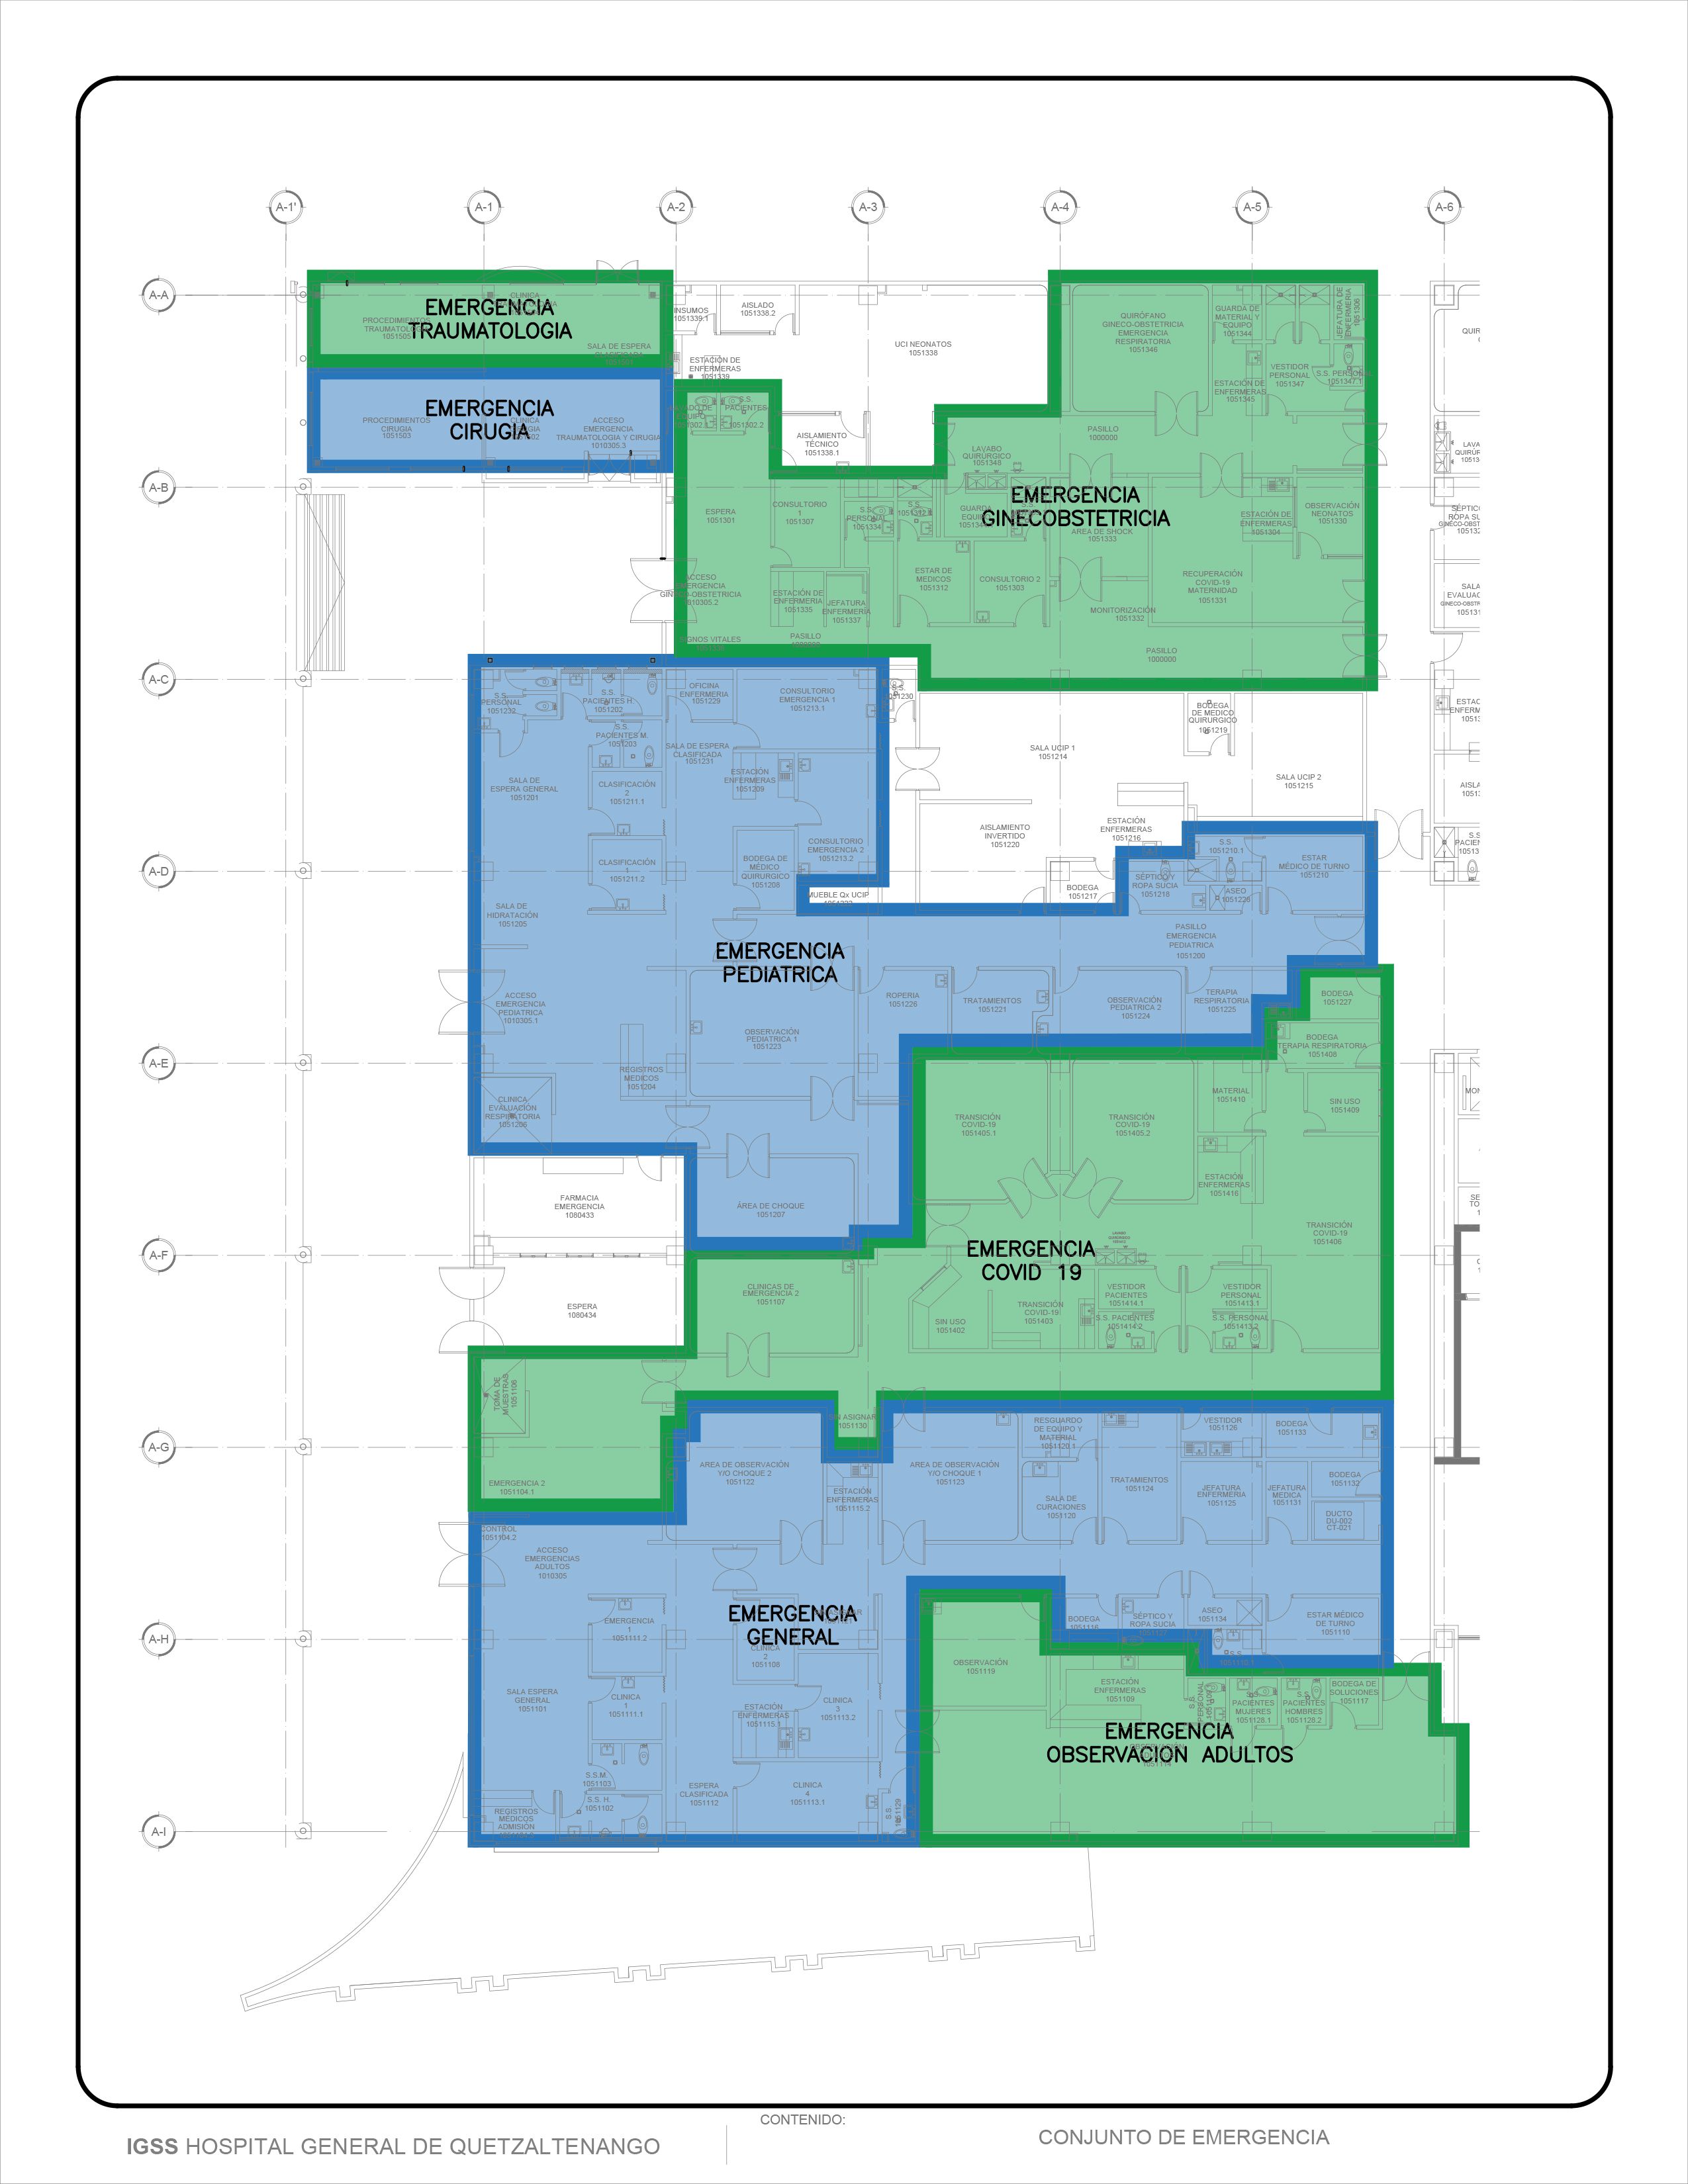 A-1'
A-1
A-2
A-3
A-4
A-5
A-6
A-A
A-B
A-C
A-D
A-E
A-F
A-G
A-H
A-I
EMERGENCIA
TRAUMATOLOGIA
PROCEDIMIENTOS
CLINICA
SALA DE ESPERA
EMERGENCIA
CIRUGIA
PROCEDIMIENTOS
CIRUGIA
1051503
ACCESO
EMERGENCIA
TRAUMATOLOGIA Y CIRUGIA
1010305.3
INSUMOS
1051339.1
AISLADO
1051338.2
UCI NEONATOS
1051338
ESTACIÓN DE
ENFERMERAS
1051339
AISLAMIENTO
TÉCNICO
1051338.1
S.S.
PACIENTES
1051302.2
QUIRÓFANO
GINECO-OBSTETRICIA
EMERGENCIA
RESPIRATORIA
1051346
GUARDA DE
MATERIAL Y
EQUIPO
1051344
JEFATURA DE
ENFERMERIA
1051306
VESTIDOR
PERSONAL
1051347
S.S. PERSONAL
1051347.1
ESTACIÓN DE
ENFERMERAS
1051345
PASILLO
1000000
LAVABO
QUIRÚRGICO
1051348
EMERGENCIA
GINECOBSTETRICIA
ESPERA
1051301
CONSULTORIO
1
1051307
S.S.
PERSONAL
1051334
GUARDA
AREA DE SHOCK
1051333
ESTACIÓN DE
ENFERMERAS
1051304
OBSERVACIÓN
NEONATOS
1051330
ACCESO
EMERGENCIA
GINECO-OBSTETRICIA
1010305.2
ESTACIÓN DE
ENFERMERIA
1051335
JEFATURA
ENFERMERIA
1051337
ESTAR DE
MEDICOS
1051312
CONSULTORIO 2
1051303
RECUPERACIÓN
COVID-19
MATERNIDAD
1051331
MONITORIZACIÓN
1051332
SIGNOS VITALES
PASILLO
1000000
PASILLO
1000000
S.S.
PERSONAL
1051232
S.S.
PACIENTES H.
1051202
S.S.
PACIENTES M.
1051203
OFICINA
ENFERMERIA
1051229
CONSULTORIO
EMERGENCIA 1
1051213.1
S.S.
1051230
SALA DE ESPERA
CLASIFICADA
1051231
SALA DE
ESPERA GENERAL
1051201
CLASIFICACIÓN
2
1051211.1
ESTACIÓN
ENFERMERAS
1051209
CLASIFICACIÓN
1
1051211.2
BODEGA DE
MÉDICO
QUIRURGICO
1051208
CONSULTORIO
EMERGENCIA 2
1051213.2
MUEBLE Qx UCIP
SALA UCIP 1
1051214
BODEGA
DE MEDICO
QUIRURGICO
1051219
SALA UCIP 2
1051215
AISLAMIENTO
INVERTIDO
1051220
ESTACIÓN
ENFERMERAS
1051216
BODEGA
1051217
S.S.
1051210.1
ESTAR
MÉDICO DE TURNO
1051210
SÉPTICO Y
ROPA SUCIA
1051218
ASEO
1051228
SALA DE
HIDRATACIÓN
1051205
EMERGENCIA
PEDIATRICA
PASILLO
EMERGENCIA
PEDIATRICA
1051200
ACCESO
EMERGENCIA
PEDIATRICA
1010305.1
ROPERIA
1051226
TRATAMIENTOS
1051221
OBSERVACIÓN
PEDIATRICA 2
1051224
TERAPIA
RESPIRATORIA
1051225
BODEGA
1051227
OBSERVACIÓN
PEDIATRICA 1
1051223
REGISTROS
MEDICOS
1051204
CLINICA
EVALUACIÓN
RESPIRATORIA
1051206
BODEGA
TERAPIA RESPIRATORIA
1051408
MATERIAL
1051410
SIN USO
1051409
TRANSICIÓN
COVID-19
1051405.1
TRANSICIÓN
COVID-19
1051405.2
ESTACIÓN
ENFERMERAS
1051416
ÁREA DE CHOQUE
1051207
FARMACIA
EMERGENCIA
1080433
TRANSICIÓN
COVID-19
1051406
EMERGENCIA
COVID 19
CLINICAS DE
EMERGENCIA 2
1051107
ESPERA
1080434
SIN USO
1051402
TRANSICIÓN
COVID-19
1051403
VESTIDOR
PACIENTES
1051414.1
S.S. PACIENTES
1051414.2
VESTIDOR
PERSONAL
1051413.1
S.S. PERSONAL
1051413.2
TOMA DE
MUESTRAS
1051106
EMERGENCIA 2
1051104.1
ASIGNAR
1051130
AREA DE OBSERVACIÓN
Y/O CHOQUE 2
1051122
ESTACIÓN
ENFERMERAS
1051115.2
AREA DE OBSERVACIÓN
Y/O CHOQUE 1
1051123
RESGUARDO
DE EQUIPO Y
MATERIAL
1051120.1
SALA DE
CURACIONES
1051120
TRATAMIENTOS
1051124
VESTIDOR
1051126
BODEGA
1051133
JEFATURA
ENFERMERIA
1051125
JEFATURA
MEDICA
1051131
BODEGA
1051132
DUCTO
DU-002
CT-021
CONTROL
1051104.2
ACCESO
EMERGENCIAS
ADULTOS
1010305
EMERGENCIA
1
1051111.2
EMERGENCIA
GENERAL
CLINICA
2
1051108
BODEGA
1051116
SÉPTICO Y
ROPA SUCIA
ASEO
1051134
ESTAR MÉDICO
DE TURNO
1051110
OBSERVACIÓN
1051119
ESTACIÓN
ENFERMERAS
1051109
S.S.
PERSONAL
S.S.
PACIENTES
MUJERES
1051128.1
S.S.
PACIENTES
HOMBRES
1051128.2
BODEGA DE
SOLUCIONES
1051117
SALA ESPERA
GENERAL
1051101
CLINICA
1
1051111.1
ESTACIÓN
ENFERMERAS
1051115.1
CLINICA
3
1051113.2
EMERGENCIA
OBSERVACION ADULTOS
S.S.M.
1051103
S.S. H.
1051102
ESPERA
CLASIFICADA
1051112
CLINICA
4
1051113.1
S.S.
1051129
REGISTROS
MÉDICOS
ADMISIÓN
CONTENIDO:
IGSS HOSPITAL GENERAL DE QUETZALTENANGO
CONJUNTO DE EMERGENCIA